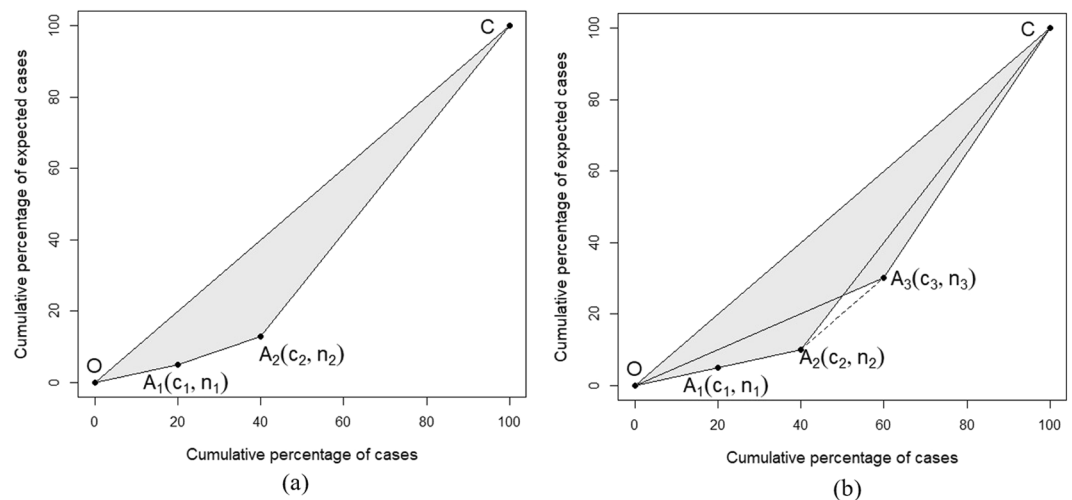 Cumulative percentage of expected cases
100
80
60
40
20
0
C
O
A1(c1, n1)
A2(c2, n2)
0 20 40 60 80 100
Cumulative percentage of cases
(a)
Cumulative percentage of expected cases
100
80
60
40
20
0
C
A3(c3, n3)
A2(c2, n2)
O
A1(c1, n1)
0 20 40 60 80 100
Cumulative percentage of cases
(b)